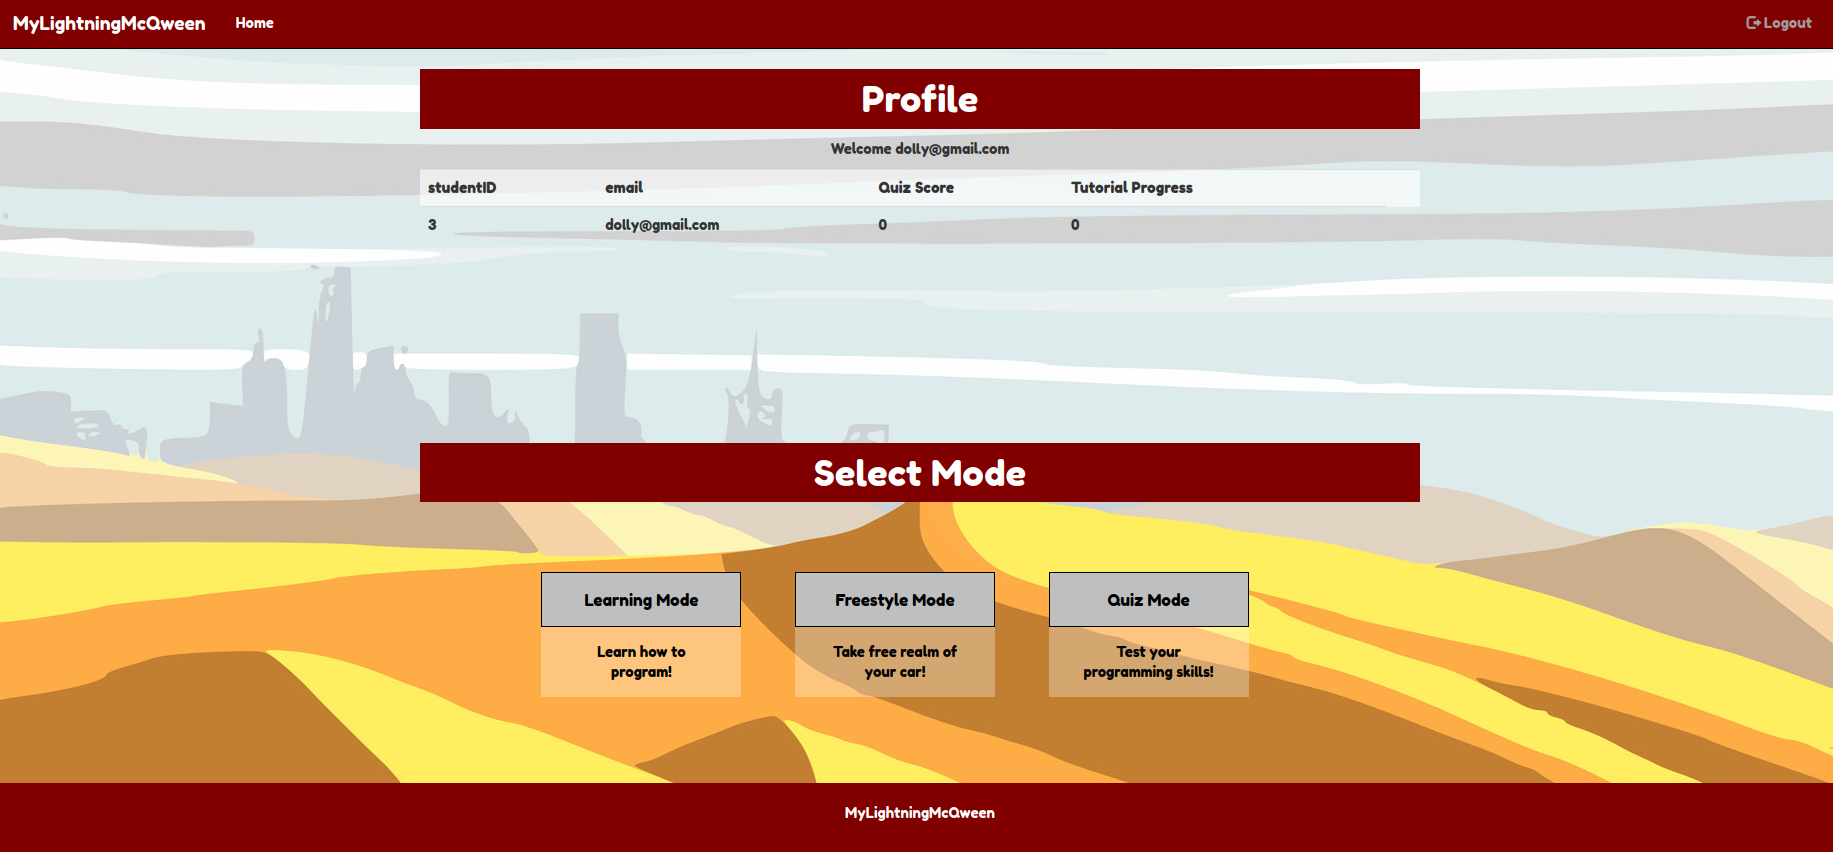 MyLightningMcQween Home Logout
Profile
Welcome dolly@gmail.com
studentID email Quiz Score Tutorial Progress
3 dolly@gmail.com 0 0
Select Mode
Learning Mode Freestyle Mode Quiz Mode
Learn how to Take free realm of Test your
program! your car! programming skills!
MyLightningMcQween